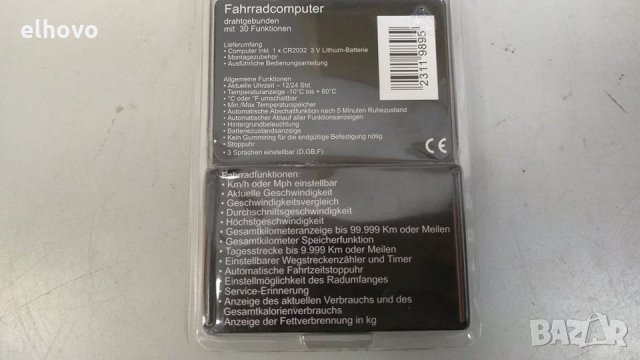 elhovo
Fahrradcomputer
drahtgebunden
mit 30 Funktionen
Lieferumfang
• Computer inkl. 1 x CR2032 3 V Lithium-Batterie
• Montagezubehör
• Ausführliche Bedienungsanleitung
Allgemeine Funktionen
• Aktuelle Uhrzeit – 12/24 Std.
• Temperaturanzeige -10°C bis + 60°C
• °C oder °F umschaltbar
• Min./Max Temperaturspeicher
• Automatische Abschaltfunktion nach 5 Minuten Ruhezustand
• Automatischer Ablauf aller Funktionsanzeigen
• Hintergrundbeleuchtung
• Batteriezustandsanzeige
• Kein Gummiring für die endgültige Befestigung nötig
• Stoppuhr
• 3 Sprachen einstellbar (D,GB,F)
2311 9895
CE
Fahrradfunktionen:
• Km/h oder Mph einstellbar
• Aktuelle Geschwindigkeit
• Geschwindigkeitsvergleich
• Durchschnittsgeschwindigkeit
• Höchstgeschwindigkeit
• Gesamtkilometeranzeige bis 99.999 Km oder Meilen
• Gesamtkilometer Speicherfunktion
• Tagesstrecke bis 9.999 Km oder Meilen
• Einstellbarer Wegstreckenzähler und Timer
• Automatische Fahrtzeitstoppuhr
• Einstellmöglichkeit des Radumfanges
• Service-Erinnerung
• Anzeige des aktuellen Verbrauchs und des
Gesamtkalorienverbrauchs
• Anzeige der Fettverbrennung in kg
BAZAR
bg